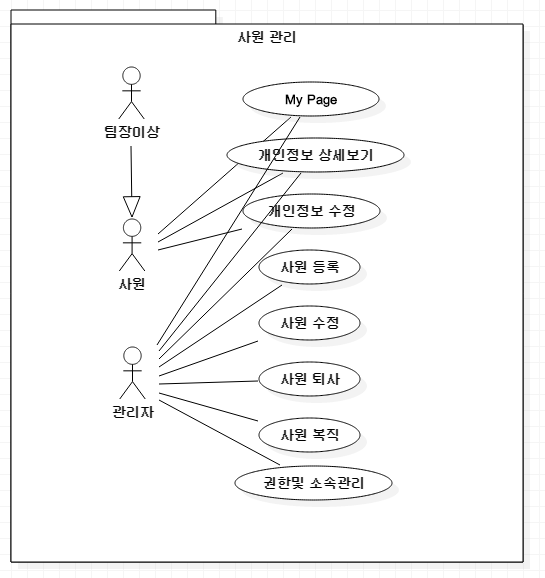 사원 관리
팀장이상
My Page
개인정보 상세보기
개인정보 수정
사원
사원 등록
사원 수정
사원 퇴사
관리자
사원 복직
권한및 소속관리